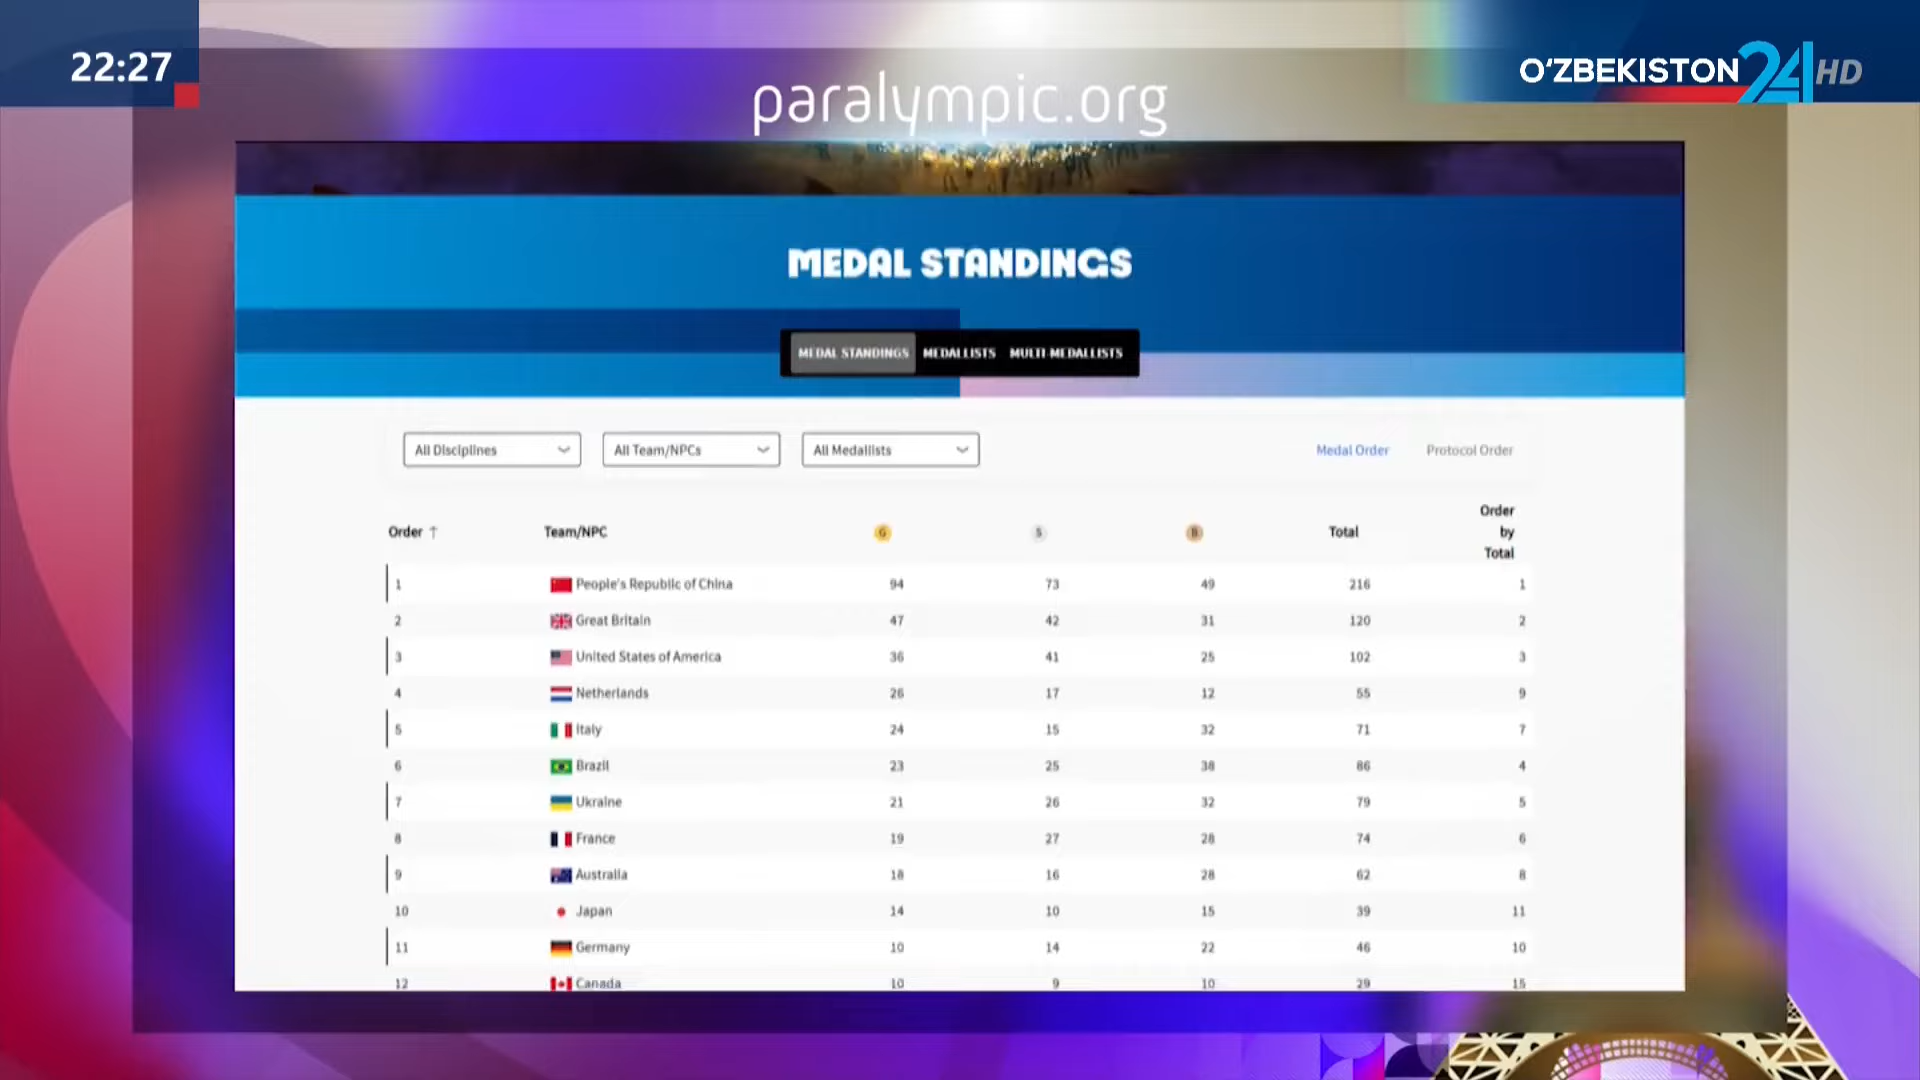 22:27
O‘ZBEKISTON 24 HD
paralympic.org
MEDAL STANDINGS
MEDAL STANDINGS MEDALLISTS MULTI MEDALLISTS
All Disciplines All Team/NPCs All Medallists Medal Order Protocol Order
Order ↑ Team/NPC G S B Total Order by Total
1 People's Republic of China 94 73 49 216 1
2 Great Britain 47 42 31 120 2
3 United States of America 36 41 25 102 3
4 Netherlands 26 17 12 55 9
5 Italy 24 15 32 71 7
6 Brazil 23 25 38 86 4
7 Ukraine 21 26 32 79 5
8 France 19 27 28 74 6
9 Australia 18 16 28 62 8
10 Japan 14 10 15 39 11
11 Germany 10 14 22 46 10
12 Canada 10 9 10 29 15